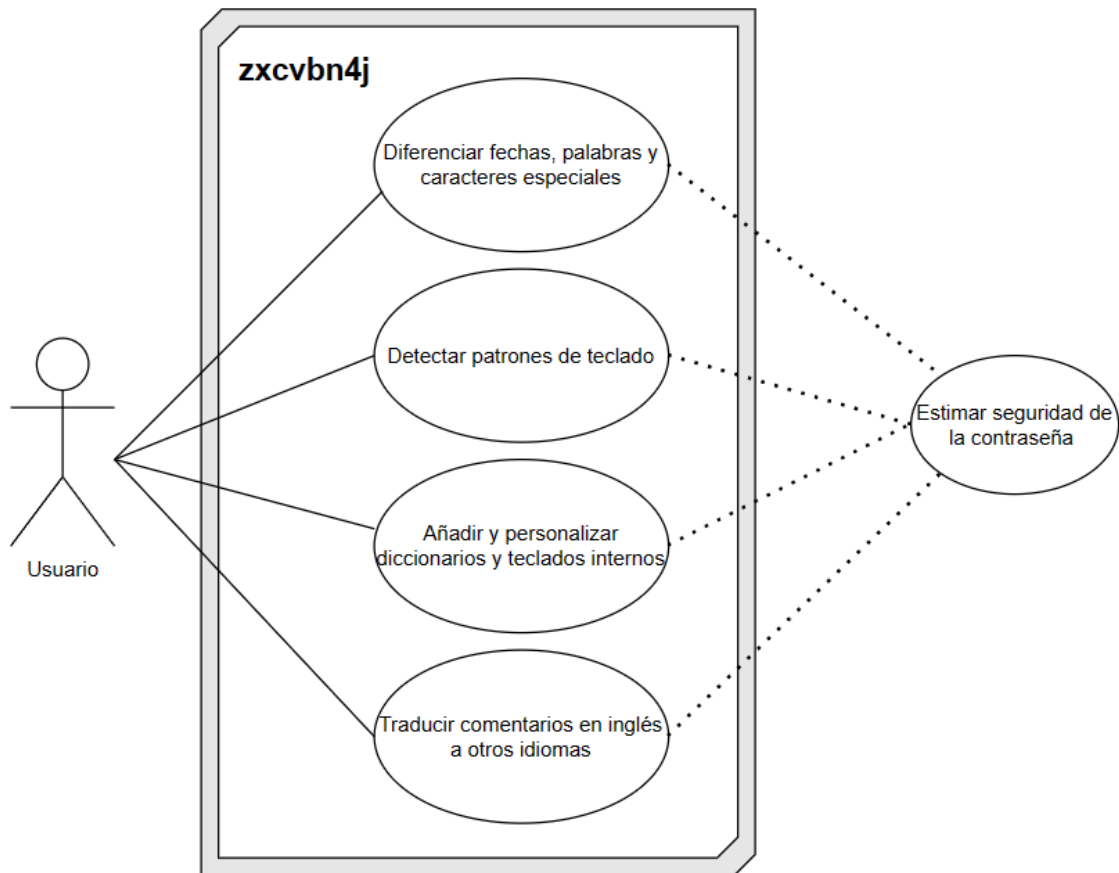 zxcvbn4j
Diferenciar fechas, palabras y
caracteres especiales
Detectar patrones de teclado
Estimar seguridad de
la contraseña
Añadir y personalizar
diccionarios y teclados internos
Usuario
Traducir comentarios en inglés
a otros idiomas